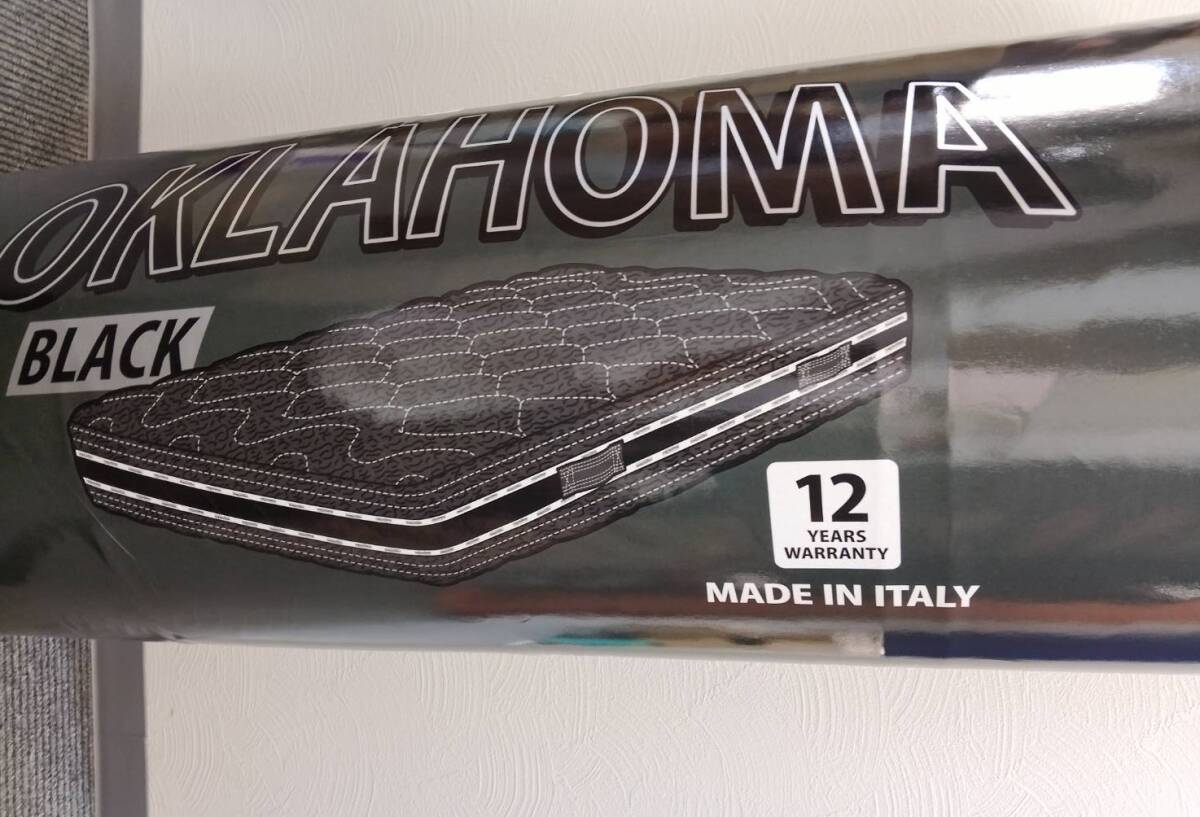 OKLAHOMA
BLACK
12
YEARS
WARRANTY
MADE IN ITALY